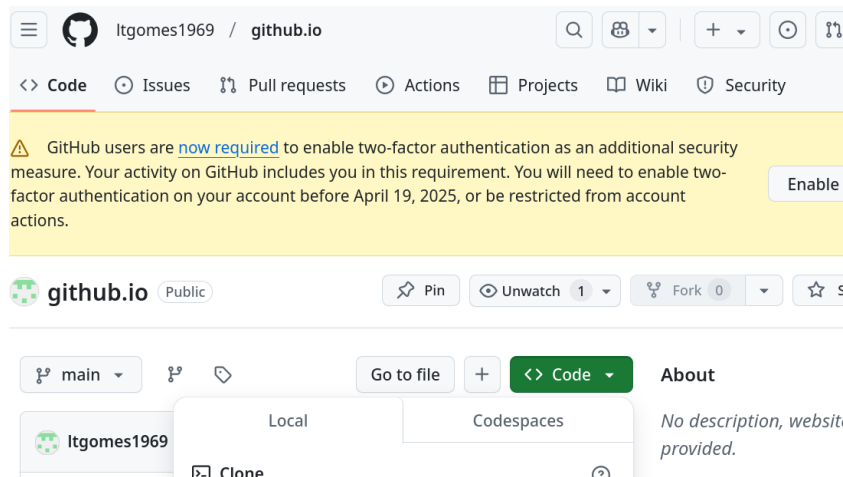 ltgomes1969 / github.io
Code Issues Pull requests Actions Projects Wiki Security
GitHub users are now required to enable two-factor authentication as an additional security
measure. Your activity on GitHub includes you in this requirement. You will need to enable two-
factor authentication on your account before April 19, 2025, or be restricted from account
actions.
Enable
github.io Public Pin Unwatch 1 Fork 0 S
main Go to file Code About
Local Codespaces
No description, website
provided.
ltgomes1969
Clone